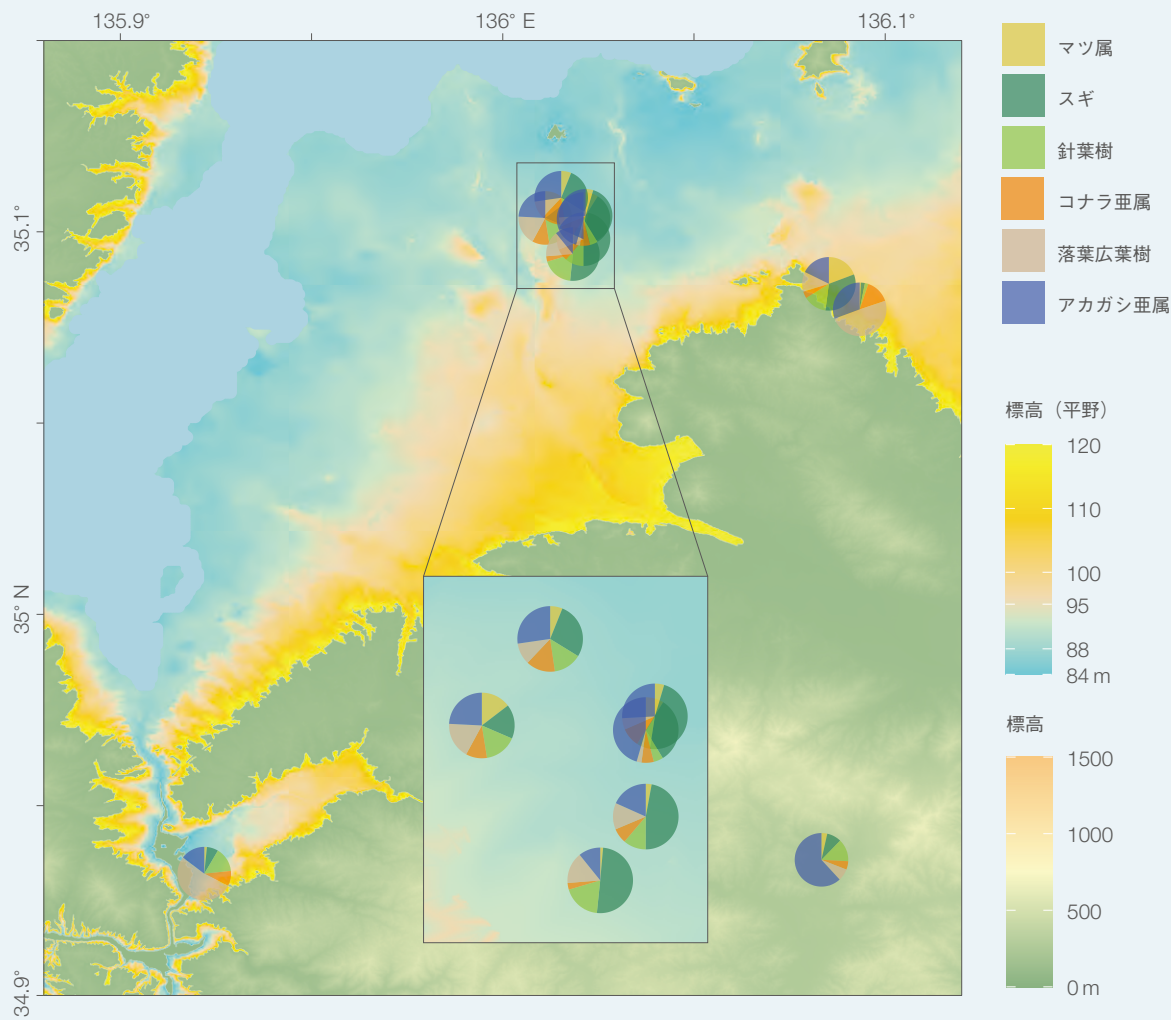 135.9°
136° E
136.1°
35.1°
35° N
34.9°
マツ属
スギ
針葉樹
コナラ亜属
落葉広葉樹
アカガシ亜属
標高（平野）
120
110
100
95
88
84 m
標高
1500
1000
500
0 m